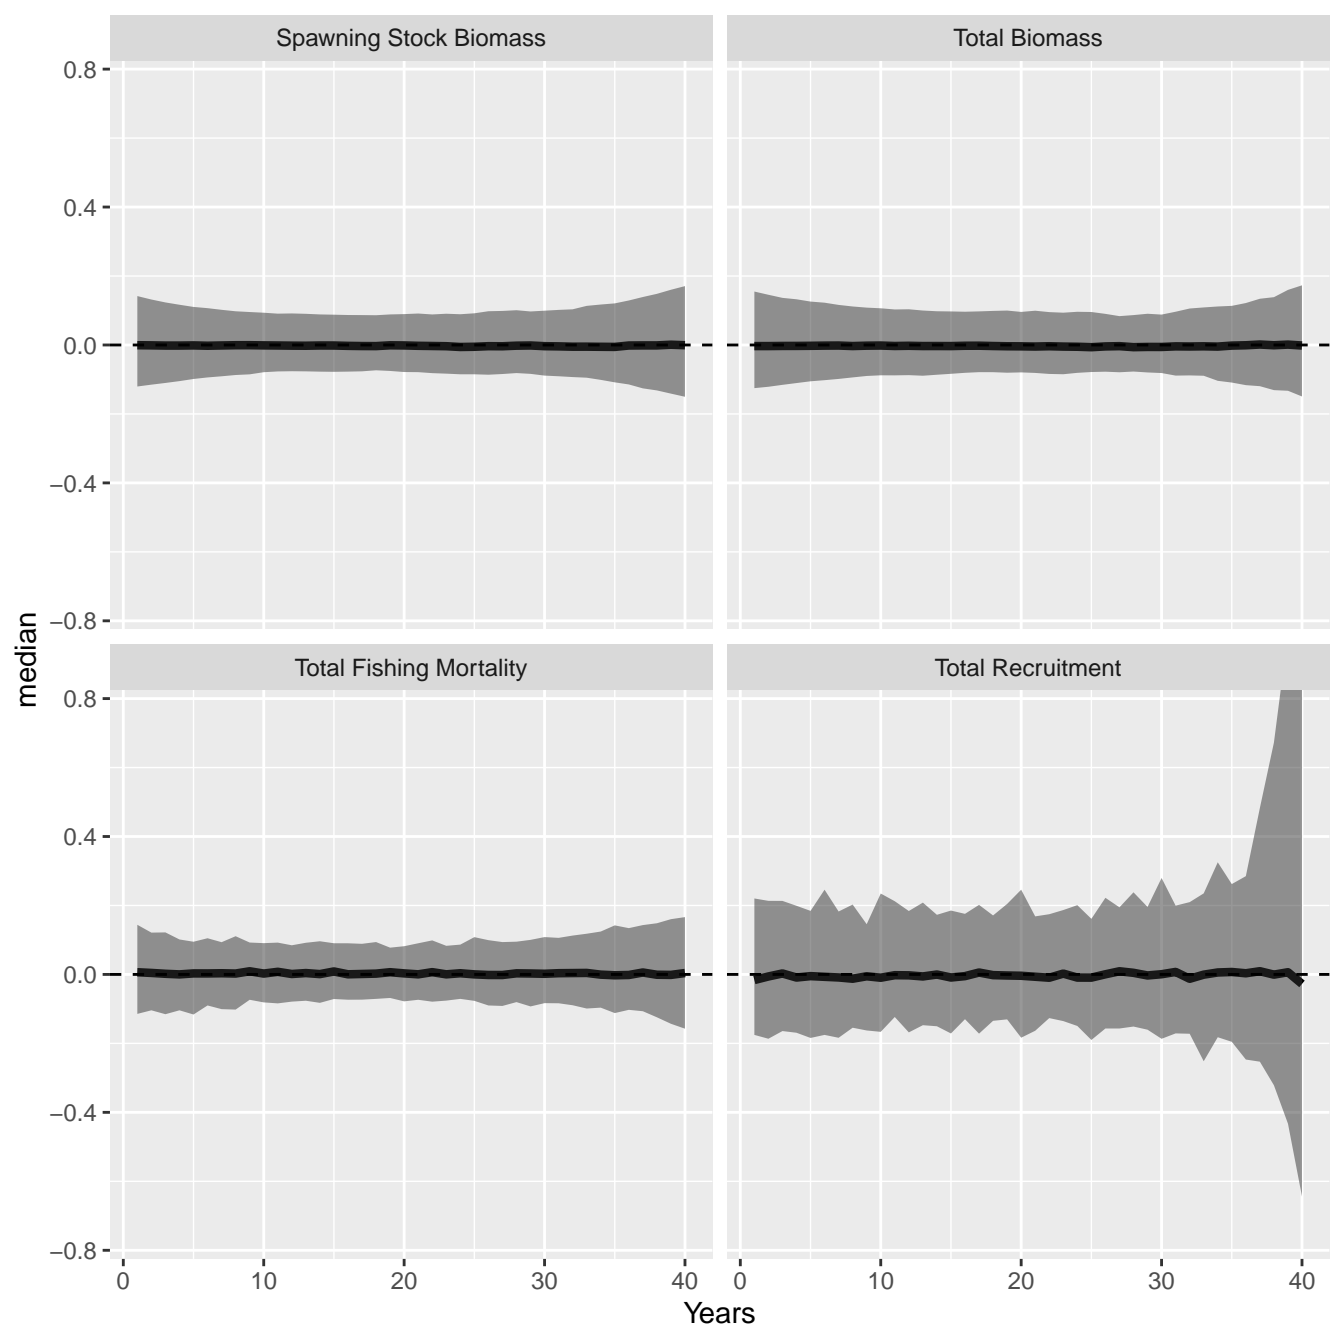 Spawning Stock Biomass
Total Biomass
0.8
0.4
0.0
−0.4
−0.8
median
Total Fishing Mortality
Total Recruitment
0.8
0.4
0.0
−0.4
−0.8
0 10 20 30 40
0 10 20 30 40
Years